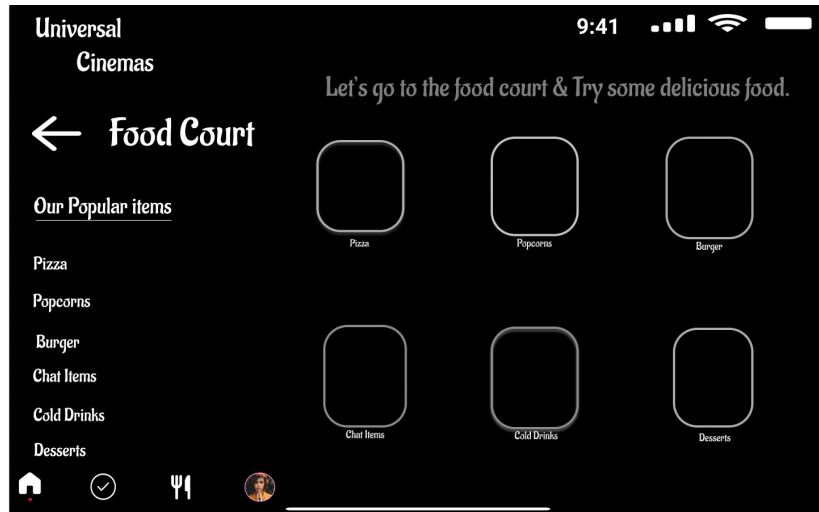 Universal
Cinemas
9:41
Let's go to the food court & Try some delicious food.
Food Court
Our Popular items
Pizza
Popcorns
Burger
Chat Items
Cold Drinks
Desserts
Pizza
Popcorns
Burger
Chat Items
Cold Drinks
Desserts